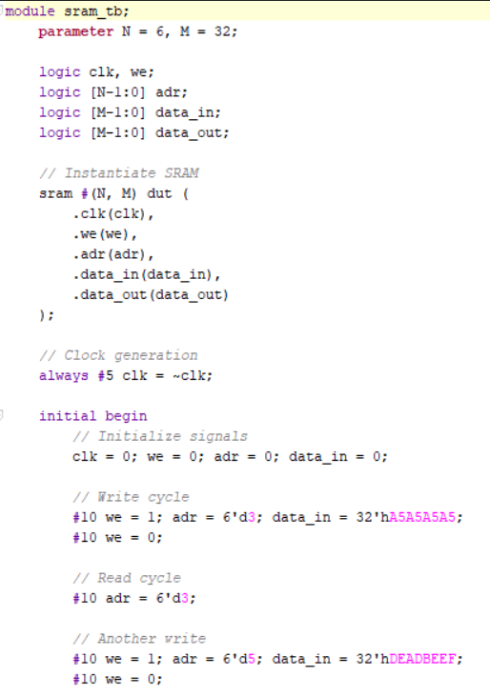 module sram_tb;
parameter N = 6, M = 32;
logic clk, we;
logic [N-1:0] adr;
logic [M-1:0] data_in;
logic [M-1:0] data_out;
// Instantiate SRAM
sram #(N, M) dut (
.clk(clk),
.we(we),
.adr(adr),
.data_in(data_in),
.data_out(data_out)
);
// Clock generation
always #5 clk = ~clk;
initial begin
// Initialize signals
clk = 0; we = 0; adr = 0; data_in = 0;
// Write cycle
#10 we = 1; adr = 6'd3; data_in = 32'hA5A5A5A5;
#10 we = 0;
// Read cycle
#10 adr = 6'd3;
// Another write
#10 we = 1; adr = 6'd5; data_in = 32'hDEADBEEF;
#10 we = 0;